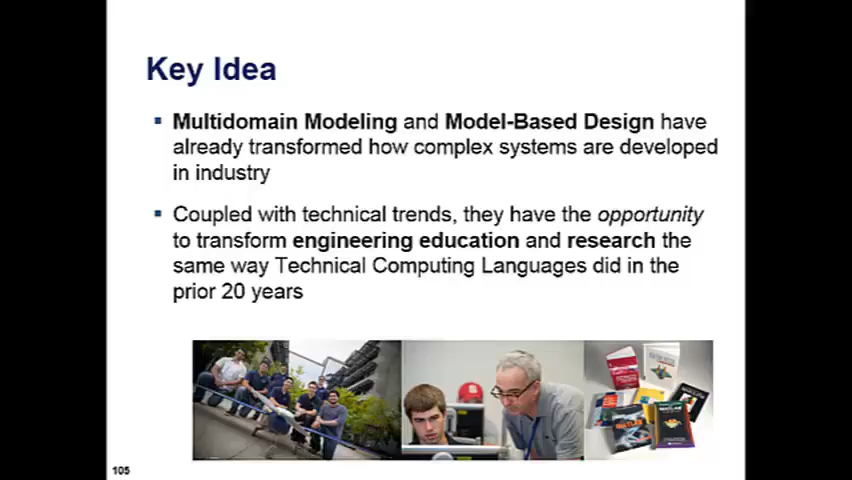 Key Idea
Multidomain Modeling and Model-Based Design have
already transformed how complex systems are developed
in industry
Coupled with technical trends, they have the opportunity
to transform engineering education and research the
same way Technical Computing Languages did in the
prior 20 years
MATLAB
MATLAB
105